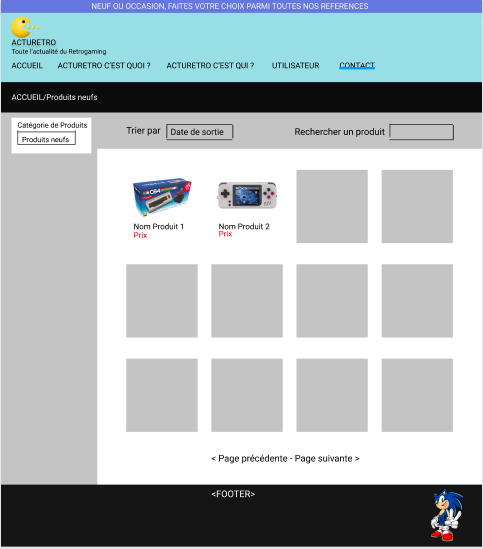 NEUF OU OCCASION, FAITES VOTRE CHOIX PARMI TOUTES NOS REFERENCES
ACTURETRO
Toute l'actualité du Retrogaming
ACCUEIL ACTURETRO C'EST QUOI ? ACTURETRO C'EST QUI ? UTILISATEUR CONTACT
ACCUEIL/Produits neufs
Catégorie de Produits
Produits neufs
Trier par Date de sortie Rechercher un produit
C64
Nom Produit 1
Prix
Nom Produit 2
Prix
< Page précédente - Page suivante >
<FOOTER>